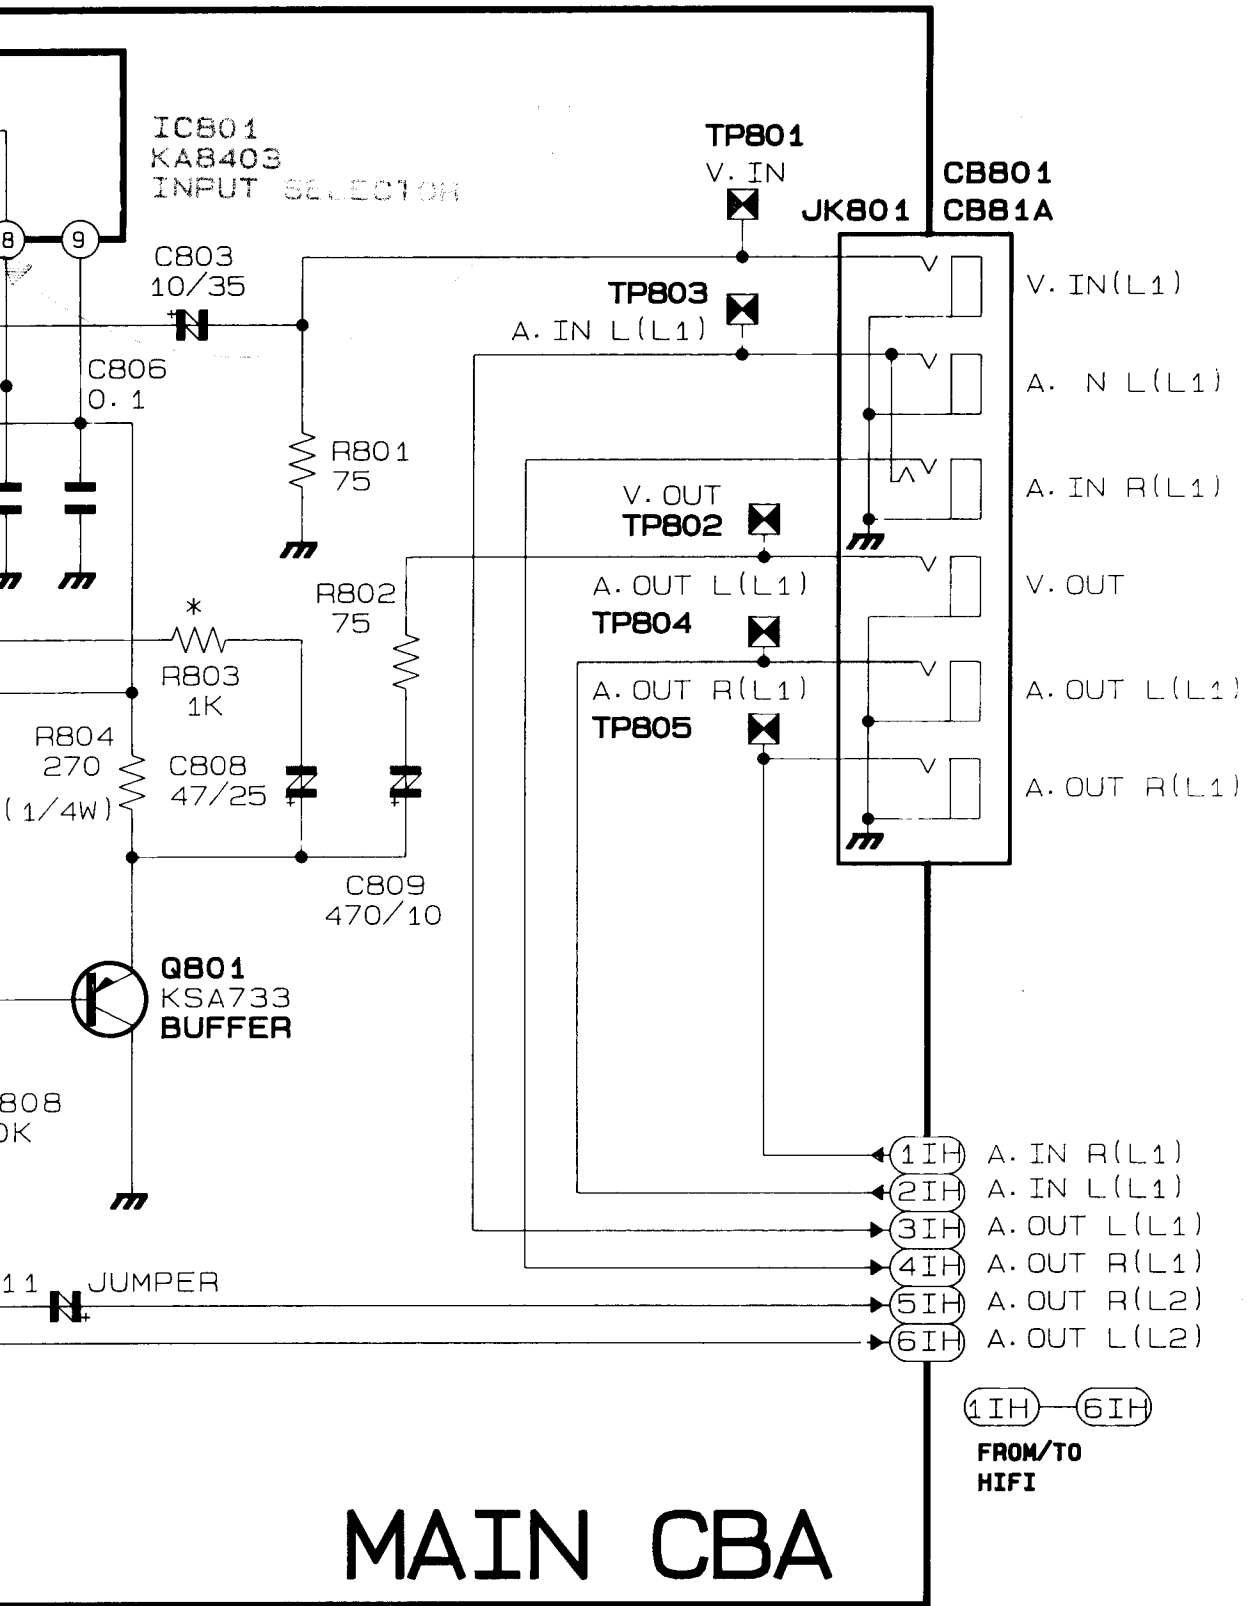 IC801
KA8403
INPUT SELECTOR
8
9
C803
10/35
C806
0.1
R801
75
TP801
V. IN
CB801
JK801
CB81A
TP803
A. IN L(L1)
V. IN(L1)
A. N L(L1)
A. IN R(L1)
V. OUT
TP802
A. OUT L(L1)
TP804
A. OUT R(L1)
TP805
V. OUT
A. OUT L(L1)
A. OUT R(L1)
R802
75
*
R803
1K
R804
270
(1/4W)
C808
47/25
C809
470/10
Q801
KSA733
BUFFER
808
0K
11 JUMPER
1IH A. IN R(L1)
2IH A. IN L(L1)
3IH A. OUT L(L1)
4IH A. OUT R(L1)
5IH A. OUT R(L2)
6IH A. OUT L(L2)
1IH 6IH
FROM/TO
HIFI
MAIN CBA